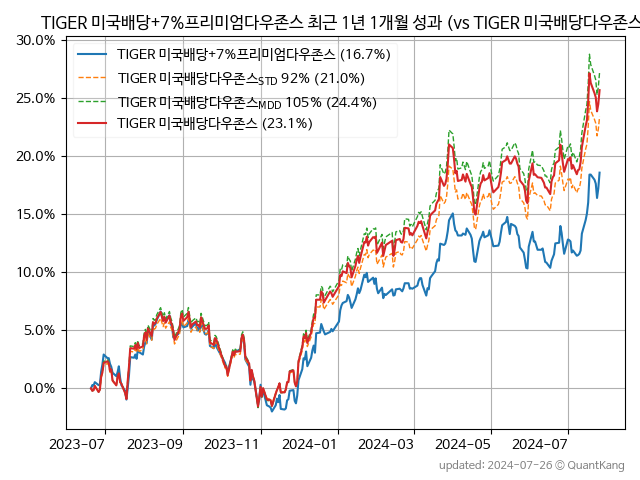 TIGER 미국배당+7%프리미엄다우존스 최근 1년 1개월 성과 (vs TIGER 미국배당다우존스
30.0%
25.0%
20.0%
15.0%
10.0%
5.0%
0.0%
TIGER 미국배당+7%프리미엄다우존스 (16.7%)
TIGER 미국배당다우존스STD 92% (21.0%)
TIGER 미국배당다우존스MDD 105% (24.4%)
TIGER 미국배당다우존스 (23.1%)
2023-07 2023-09 2023-11 2024-01 2024-03 2024-05 2024-07
updated: 2024-07-26 © QuantKang